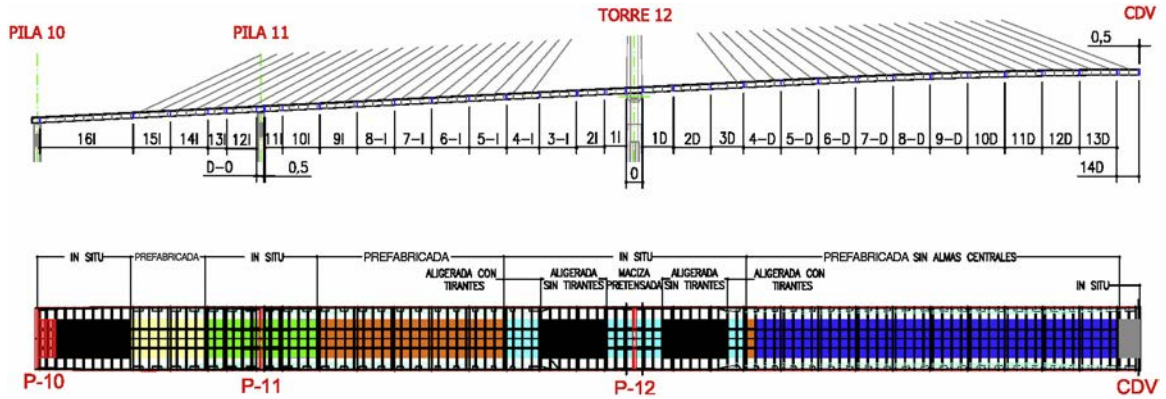 TORRE 12
CDV
PILA 10
PILA 11
0,5
16I 15I 14I 13I 12I 11I 10I 9I 8-I 7-I 6-I 5-I 4-I 3-I 2I 1I 1D 2D 3D 4-D 5-D 6-D 7-D 8-D 9-D 10D 11D 12D 13D
D-0 0,5 0 14D
IN SITU PREFABRICADA IN SITU PREFABRICADA IN SITU PREFABRICADA SIN ALMAS CENTRALES
ALIGERADA CON TIRANTES
ALIGERADA SIN TIRANTES
MACIZA PRETENSADA
ALIGERADA SIN TIRANTES
ALIGERADA CON TIRANTES
IN SITU
P-10 P-11 P-12 CDV